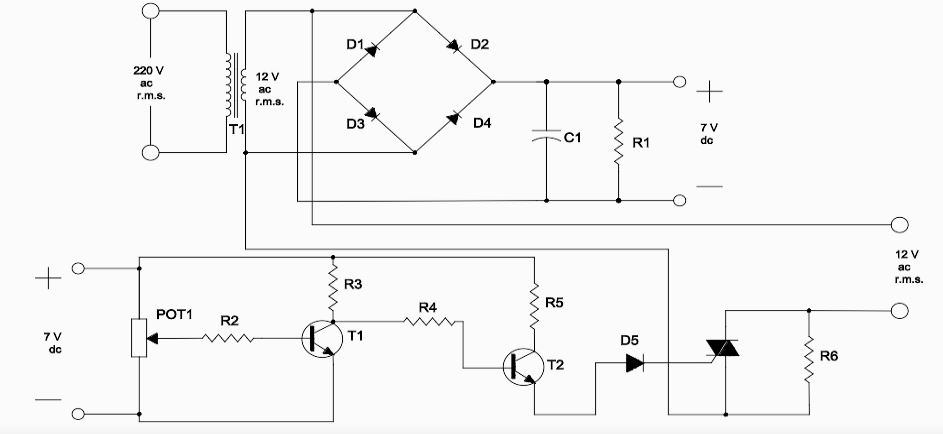 D1
D2
220 V
ac
r.m.s.
12 V
ac
r.m.s.
T1
D3
D4
C1
R1
+
7 V
dc
—
12 V
ac
r.m.s.
+
7 V
dc
—
POT1
R2
R3
T1
R4
R5
T2
D5
R6